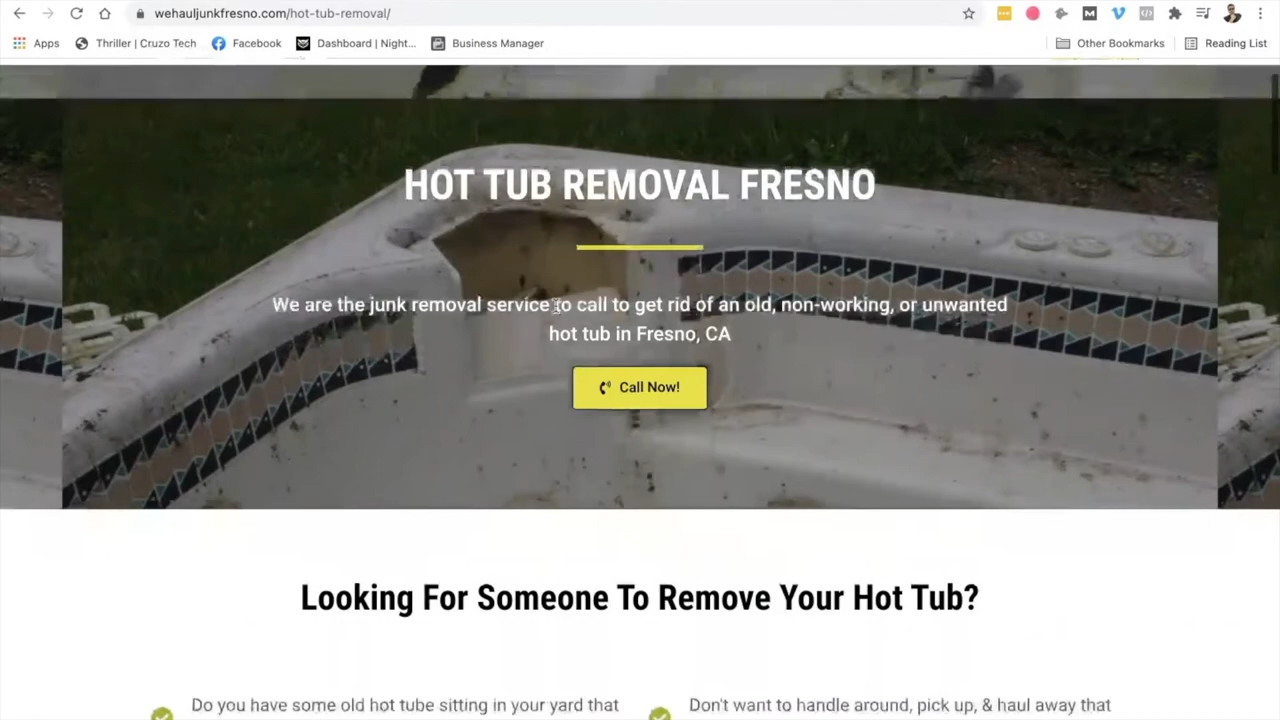 wehauljunkfresno.com/hot-tub-removal/
Apps Thriller | Cruzo Tech Facebook Dashboard | Night... Business Manager Other Bookmarks Reading List
HOT TUB REMOVAL FRESNO
We are the junk removal service to call to get rid of an old, non-working, or unwanted
hot tub in Fresno, CA
Call Now!
Looking For Someone To Remove Your Hot Tub?
Do you have some old hot tube sitting in your yard that
Don't want to handle around, pick up, & haul away that